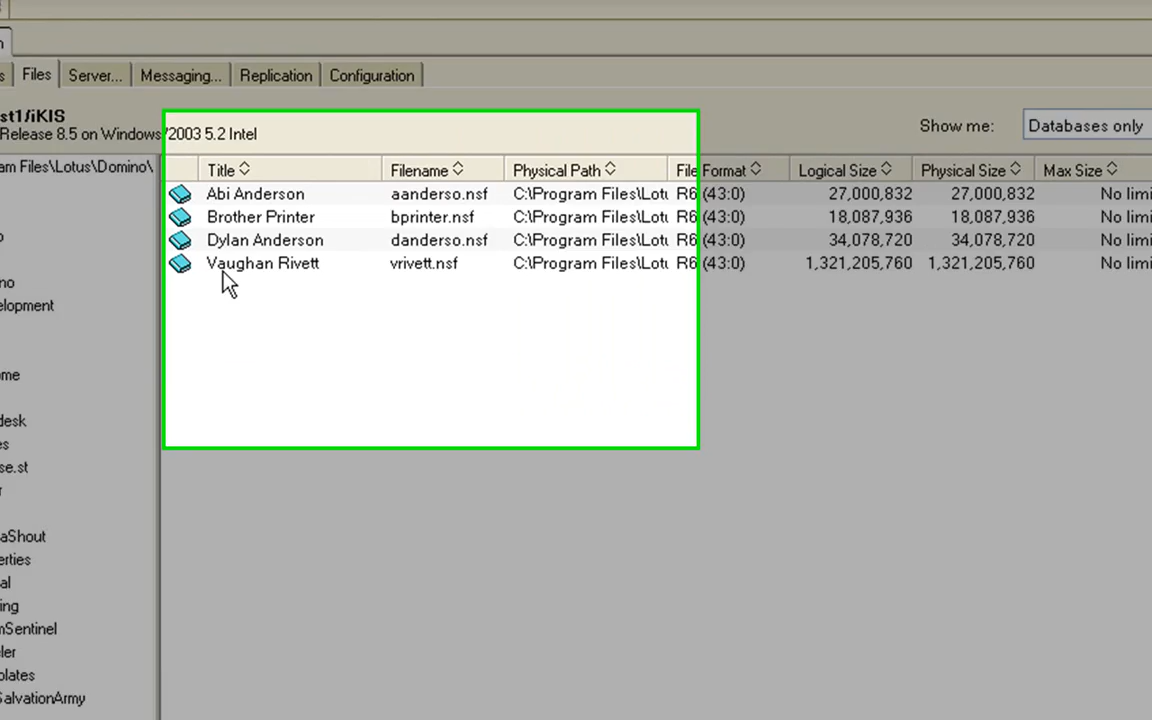 Files Server... Messaging... Replication Configuration
st1/iKIS
Release 8.5 on Windows/2003 5.2 Intel
Show me: Databases only
am Files\Lotus\Domino\
Title Filename Physical Path File Format Logical Size Physical Size Max Size
Abi Anderson aanderso.nsf C:\Program Files\Lotu R6 (43:0) 27,000,832 27,000,832 No limi
Brother Printer bprinter.nsf C:\Program Files\Lotu R6 (43:0) 18,087,936 18,087,936 No limi
Dylan Anderson danderso.nsf C:\Program Files\Lotu R6 (43:0) 34,078,720 34,078,720 No limi
Vaughan Rivett vrivett.nsf C:\Program Files\Lotu R6 (43:0) 1,321,205,760 1,321,205,760 No limi
no
elopment
me
desk
es
se.st
r
aShout
erties
al
ing
mSentinel
ler
plates
SalvationArmy